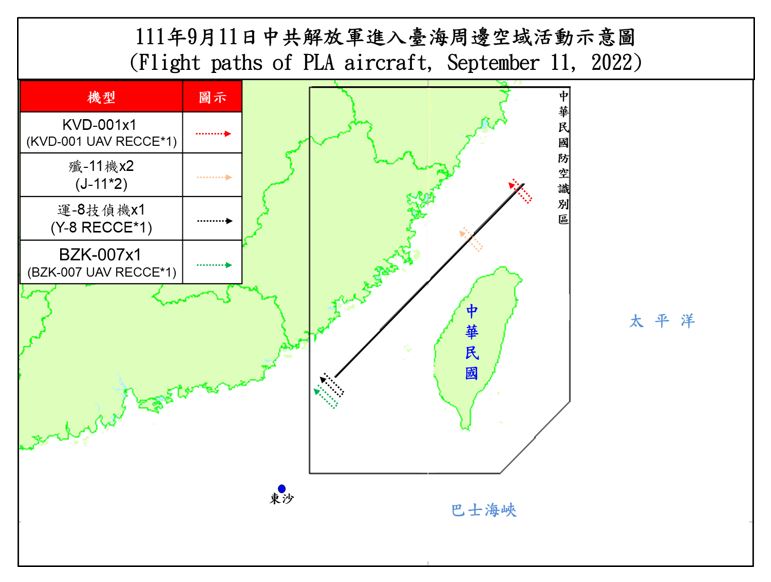 111年9月11日中共解放軍進入臺海周邊空域活動示意圖
(Flight paths of PLA aircraft, September 11, 2022)
機型 圖示
KVD-001x1
(KVD-001 UAV RECCE*1)
殲-11機x2
(J-11*2)
運-8技偵機x1
(Y-8 RECCE*1)
BZK-007x1
(BZK-007 UAV RECCE*1)
中華民國防空識別區
中華民國
太平洋
東沙
巴士海峽